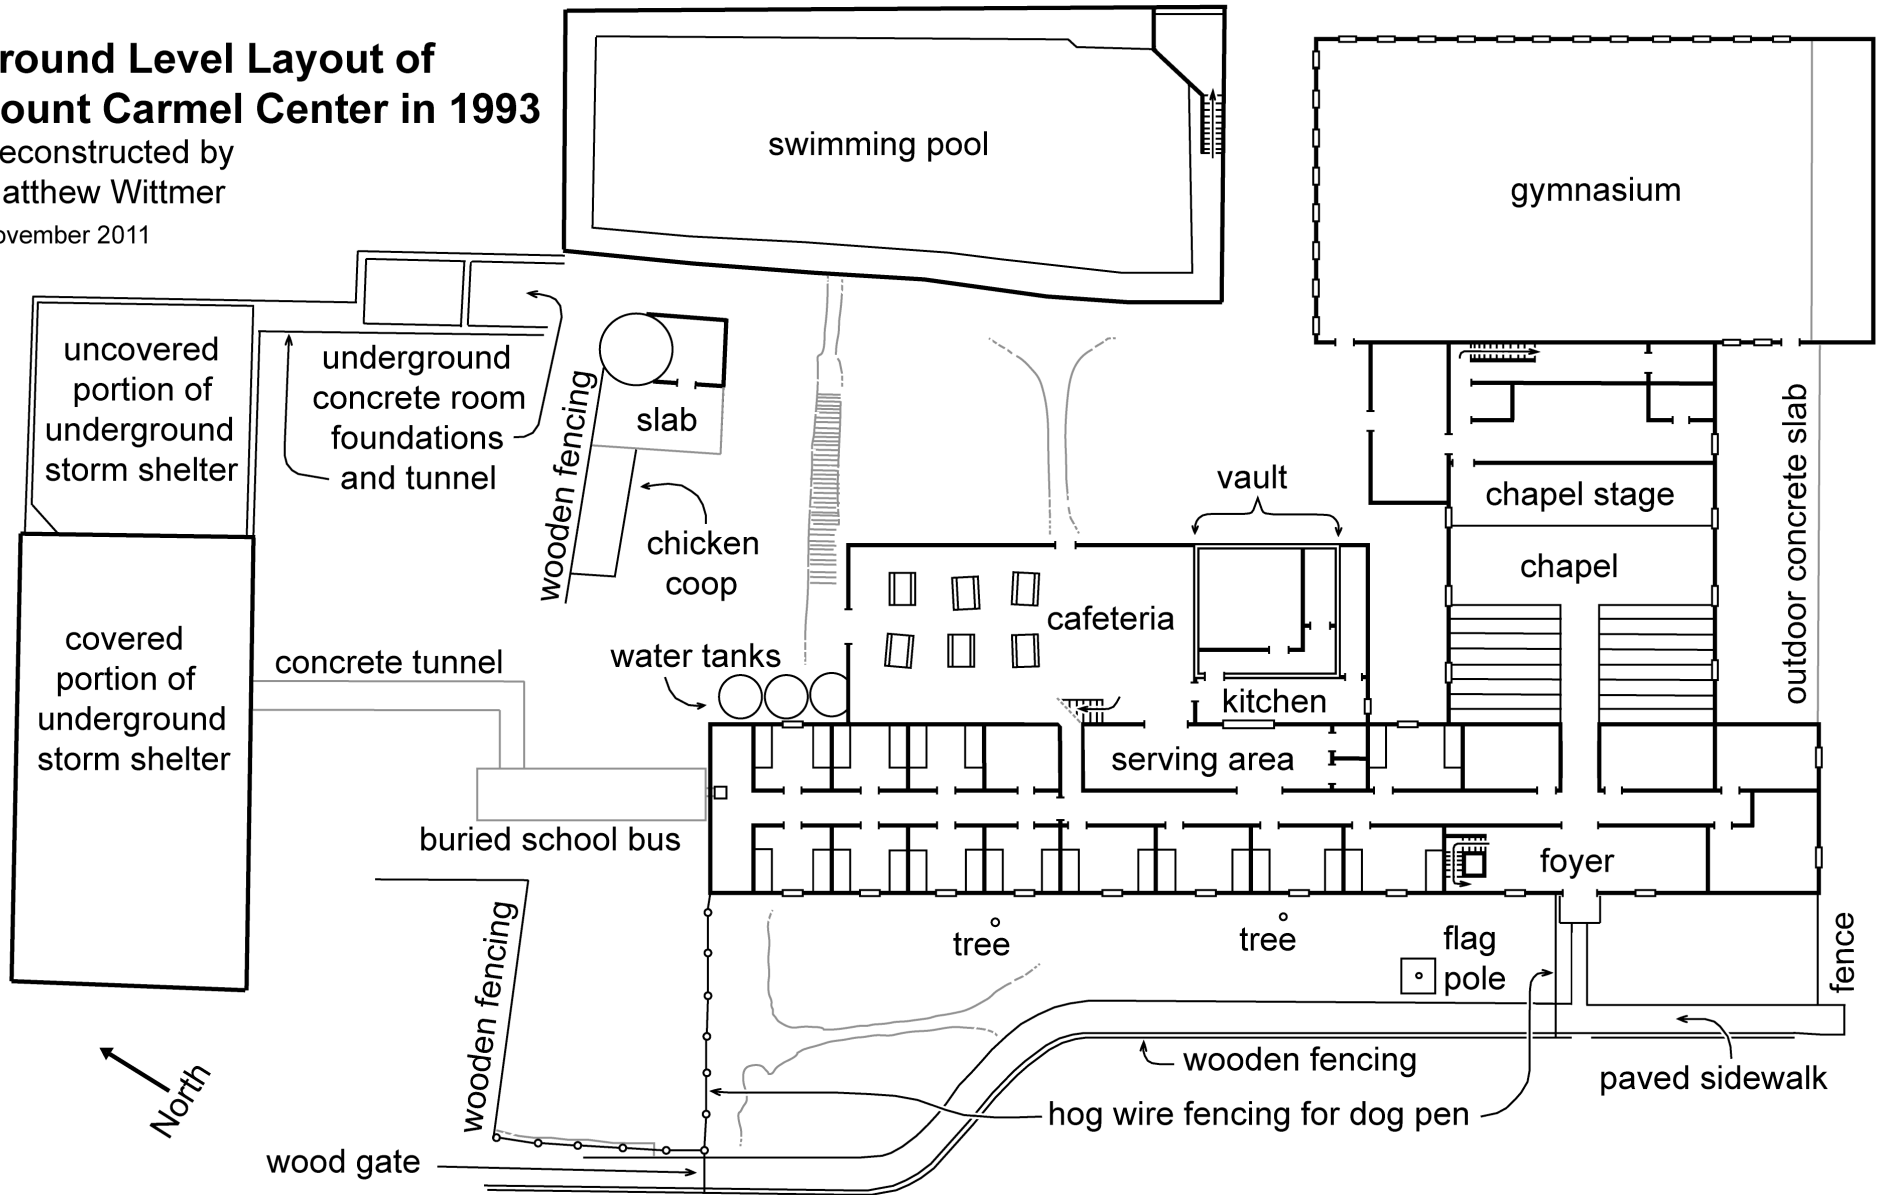 round Level Layout of
ount Carmel Center in 1993
econstructed by
atthew Wittmer
ovember 2011
swimming pool
gymnasium
uncovered
portion of
underground
storm shelter
underground
concrete room
foundations
and tunnel
wooden fencing
slab
chicken
coop
vault
chapel stage
chapel
outdoor concrete slab
cafeteria
kitchen
serving area
water tanks
covered
portion of
underground
storm shelter
concrete tunnel
buried school bus
foyer
wooden fencing
tree
tree
flag
pole
fence
North
wooden fencing
paved sidewalk
hog wire fencing for dog pen
wood gate